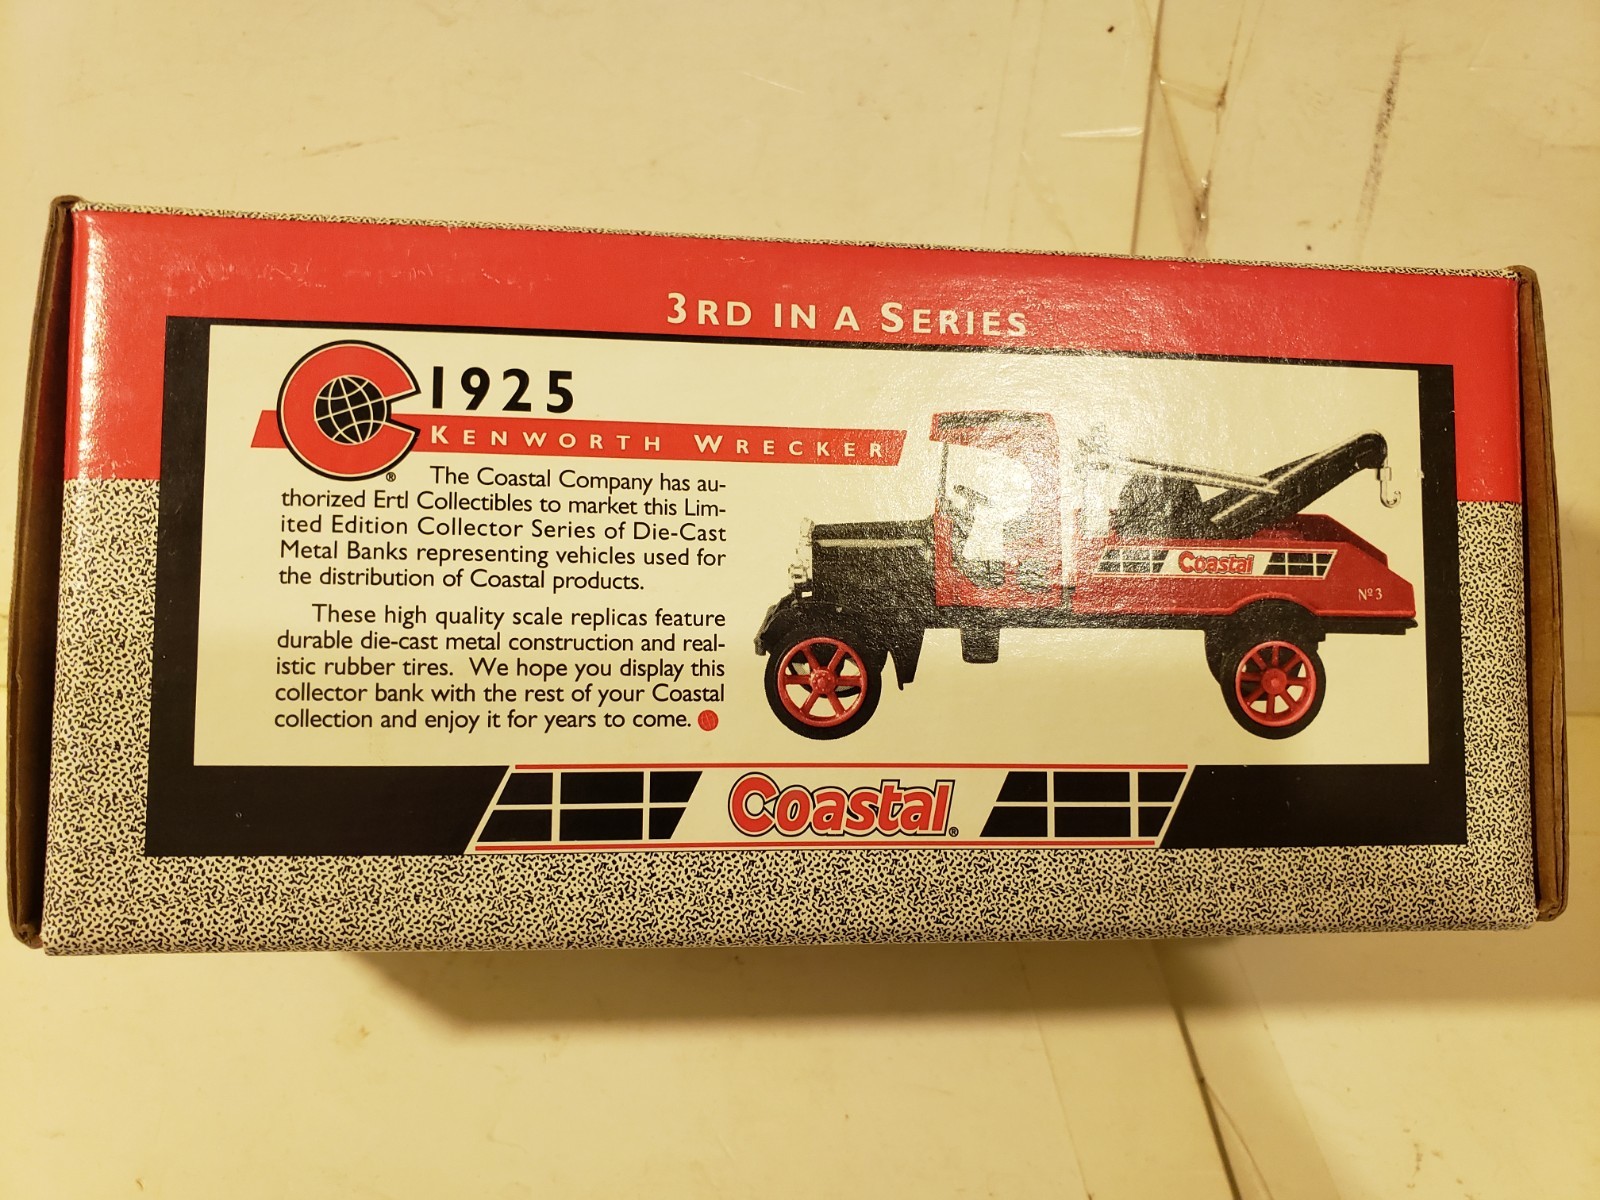 3RD IN A SERIES
1925
KENWORTH WRECKER
®
The Coastal Company has au-
thorized Ertl Collectibles to market this Lim-
ited Edition Collector Series of Die-Cast
Metal Banks representing vehicles used for
the distribution of Coastal products.
These high quality scale replicas feature
durable die-cast metal construction and real-
istic rubber tires. We hope you display this
collector bank with the rest of your Coastal
collection and enjoy it for years to come.
Coastal
Nº 3
Coastal®